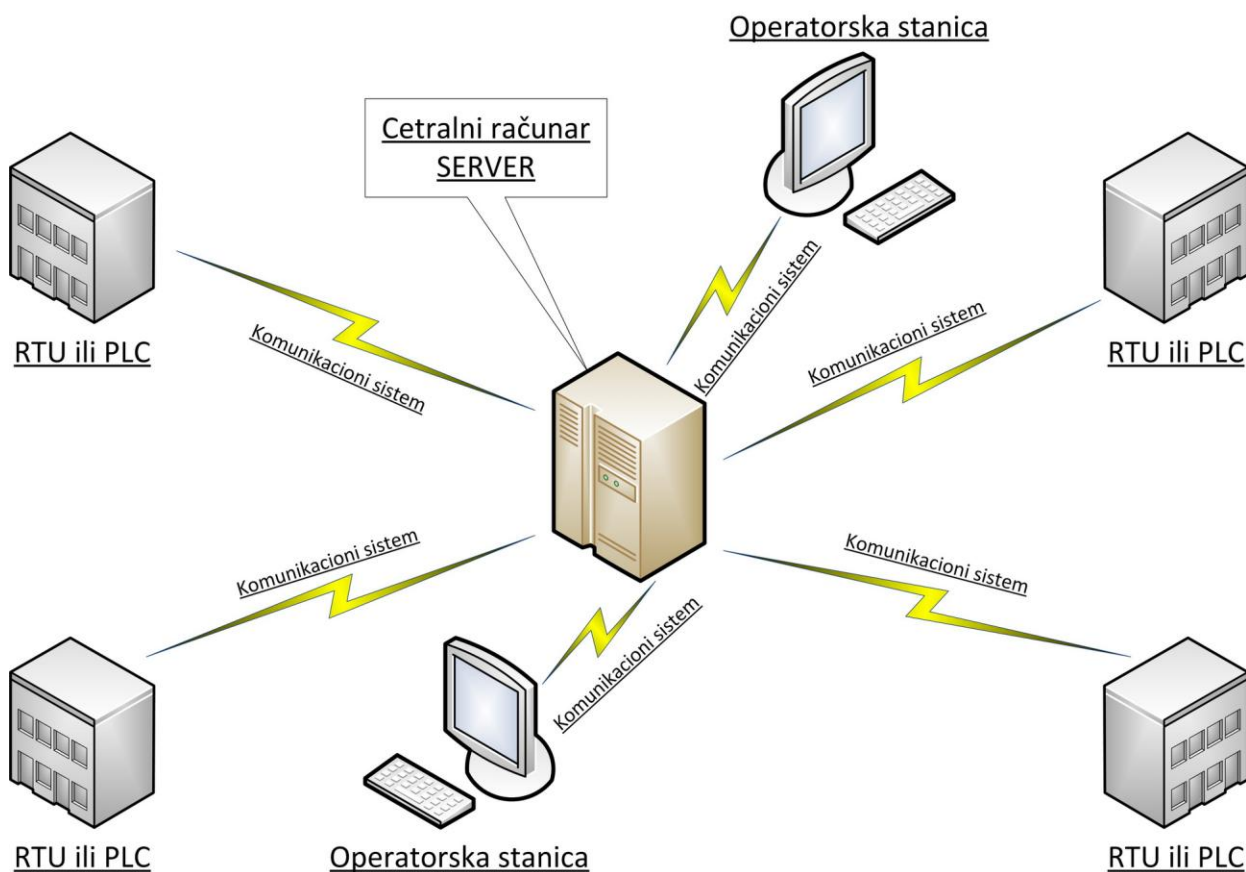 Operatorska stanica
Cetralni računar
SERVER
Komunikacioni sistem
RTU ili PLC
Komunikacioni sistem
Komunikacioni sistem
RTU ili PLC
Komunikacioni sistem
Komunikacioni sistem
Komunikacioni sistem
RTU ili PLC
Operatorska stanica
RTU ili PLC